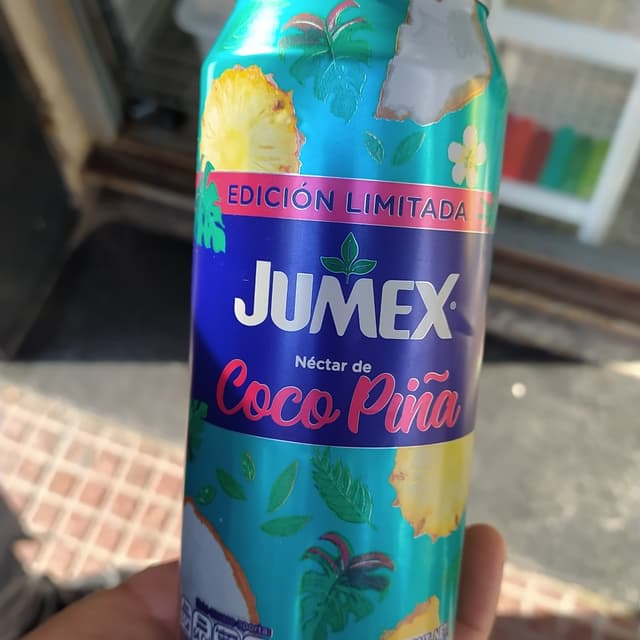 EDICIÓN LIMITADA
JUMEX
Néctar de
Coco Piña